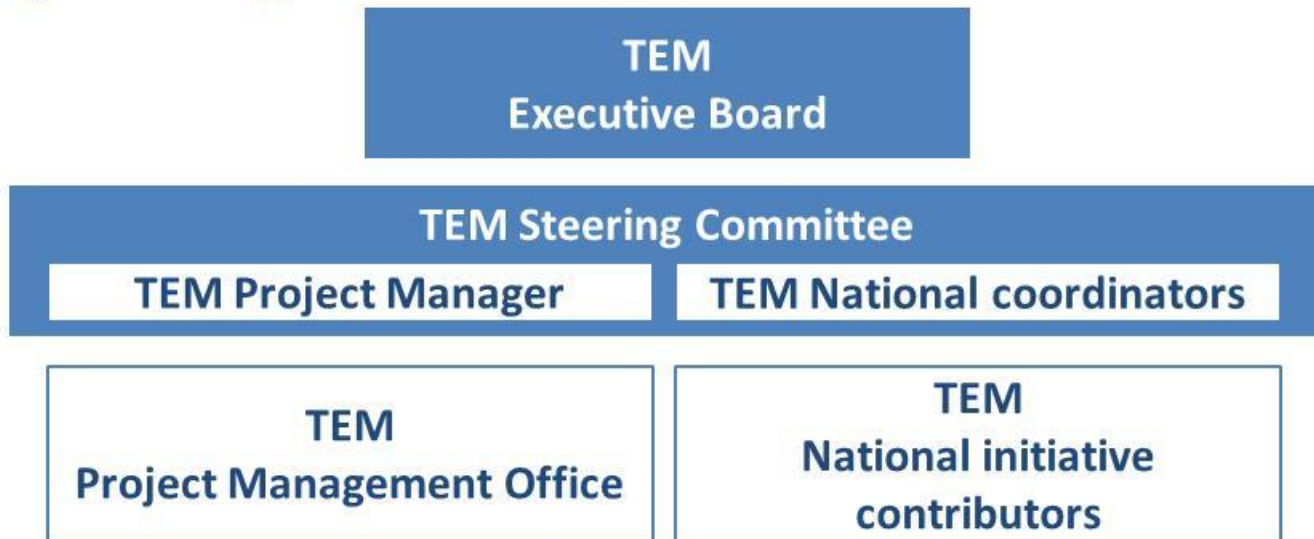 TEM
Executive Board
TEM Steering Committee
TEM Project Manager
TEM National coordinators
TEM
Project Management Office
TEM
National initiative
contributors